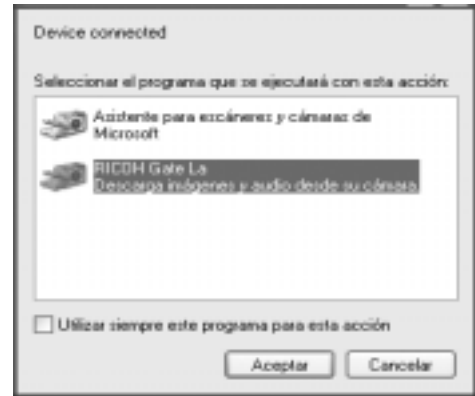 Device connected
Seleccionar el programa que se ejecutará con esta acción:
Asistente para escáneres y cámaras de
Microsoft
RICOH Gate La
Descarga imágenes y audio desde su cámara
Utilizar siempre este programa para esta acción
Aceptar
Cancelar